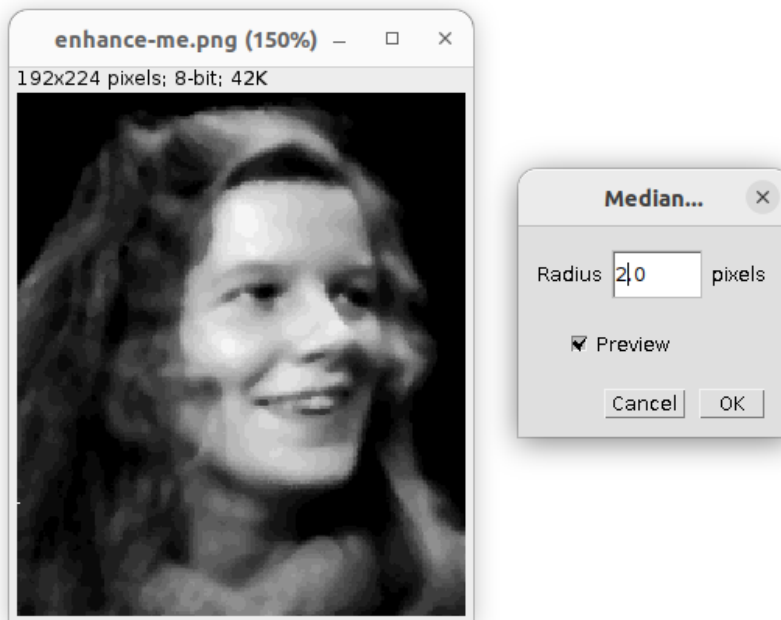 enhance-me.png (150%)
192x224 pixels; 8-bit; 42K
Median...
Radius 2.0 pixels
Preview
Cancel OK